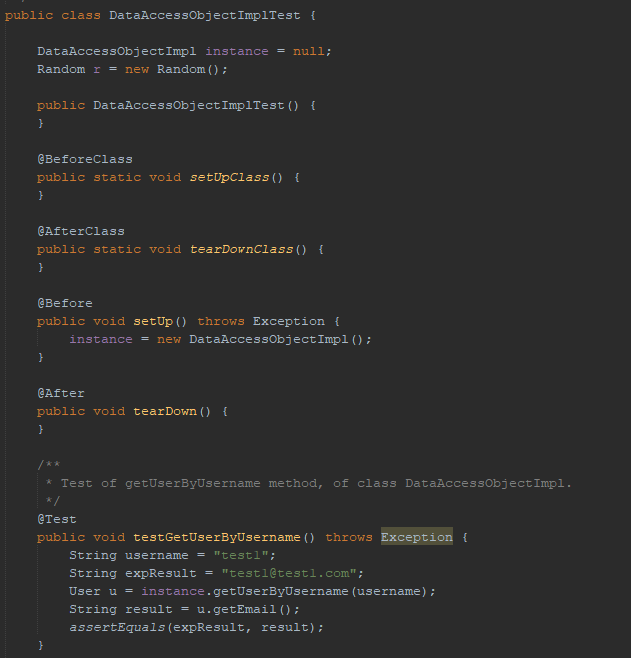 public class DataAccessObjectImplTest {
DataAccessObjectImpl instance = null;
Random r = new Random();
public DataAccessObjectImplTest() {
}
@BeforeClass
public static void setUpClass() {
}
@AfterClass
public static void tearDownClass() {
}
@Before
public void setUp() throws Exception {
instance = new DataAccessObjectImpl();
}
@After
public void tearDown() {
}
/**
* Test of getUserByUsername method, of class DataAccessObjectImpl.
*/
@Test
public void testGetUserByUsername() throws Exception {
String username = "test1";
String expResult = "test1@test1.com";
User u = instance.getUserByUsername(username);
String result = u.getEmail();
assertEquals(expResult, result);
}